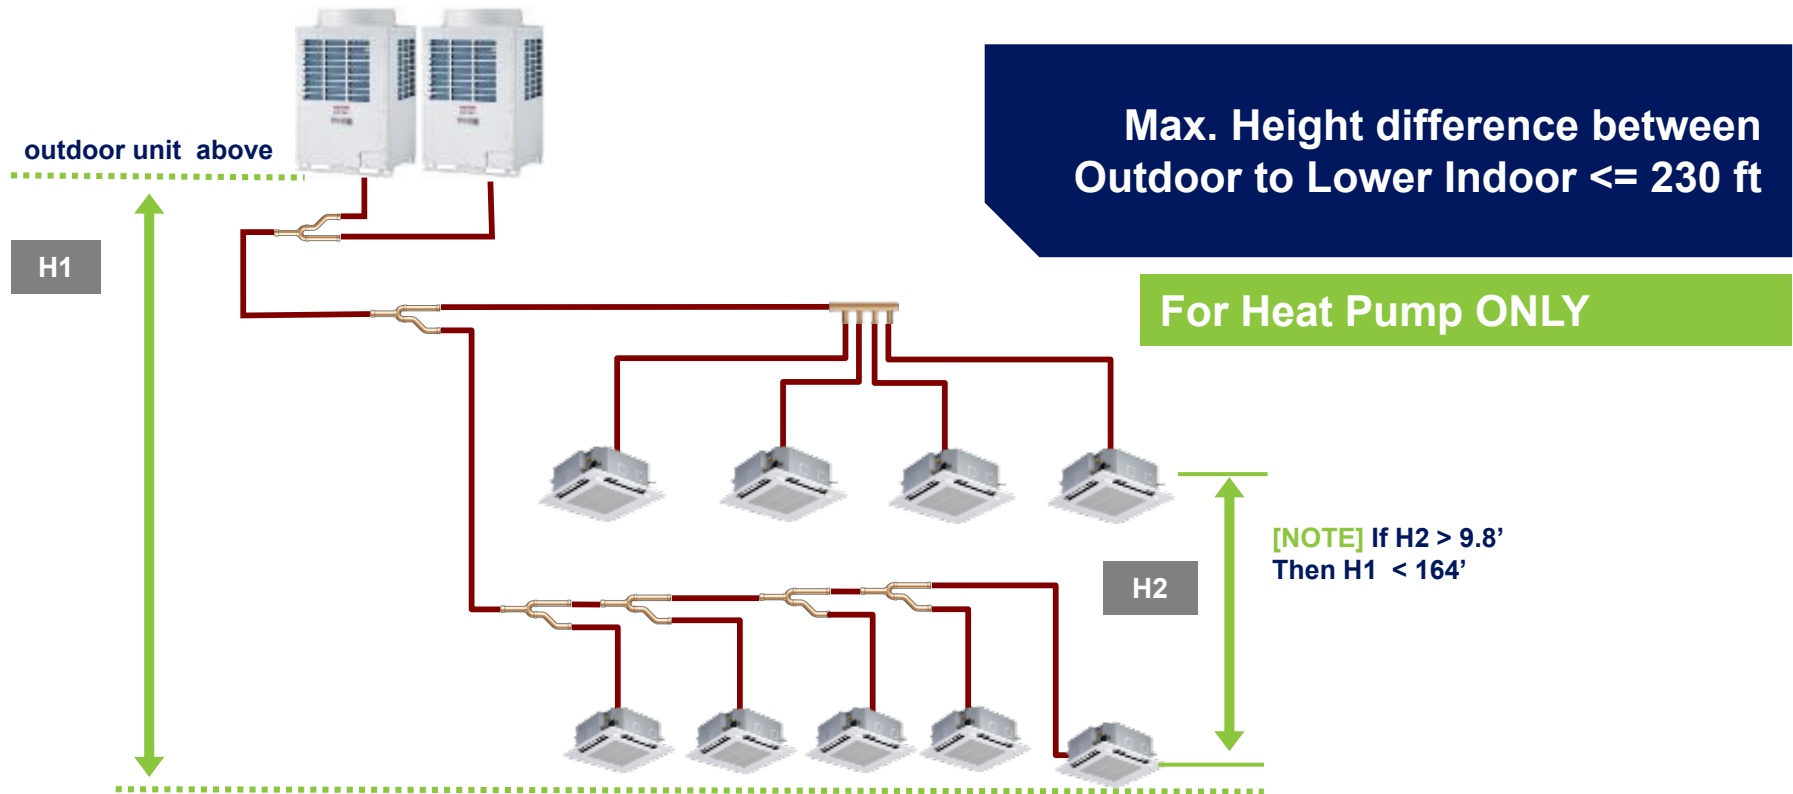 Max. Height difference between
Outdoor to Lower Indoor <= 230 ft
outdoor unit  above
H1
For Heat Pump ONLY
[NOTE] If H2 > 9.8’
Then H1  < 164’
H2